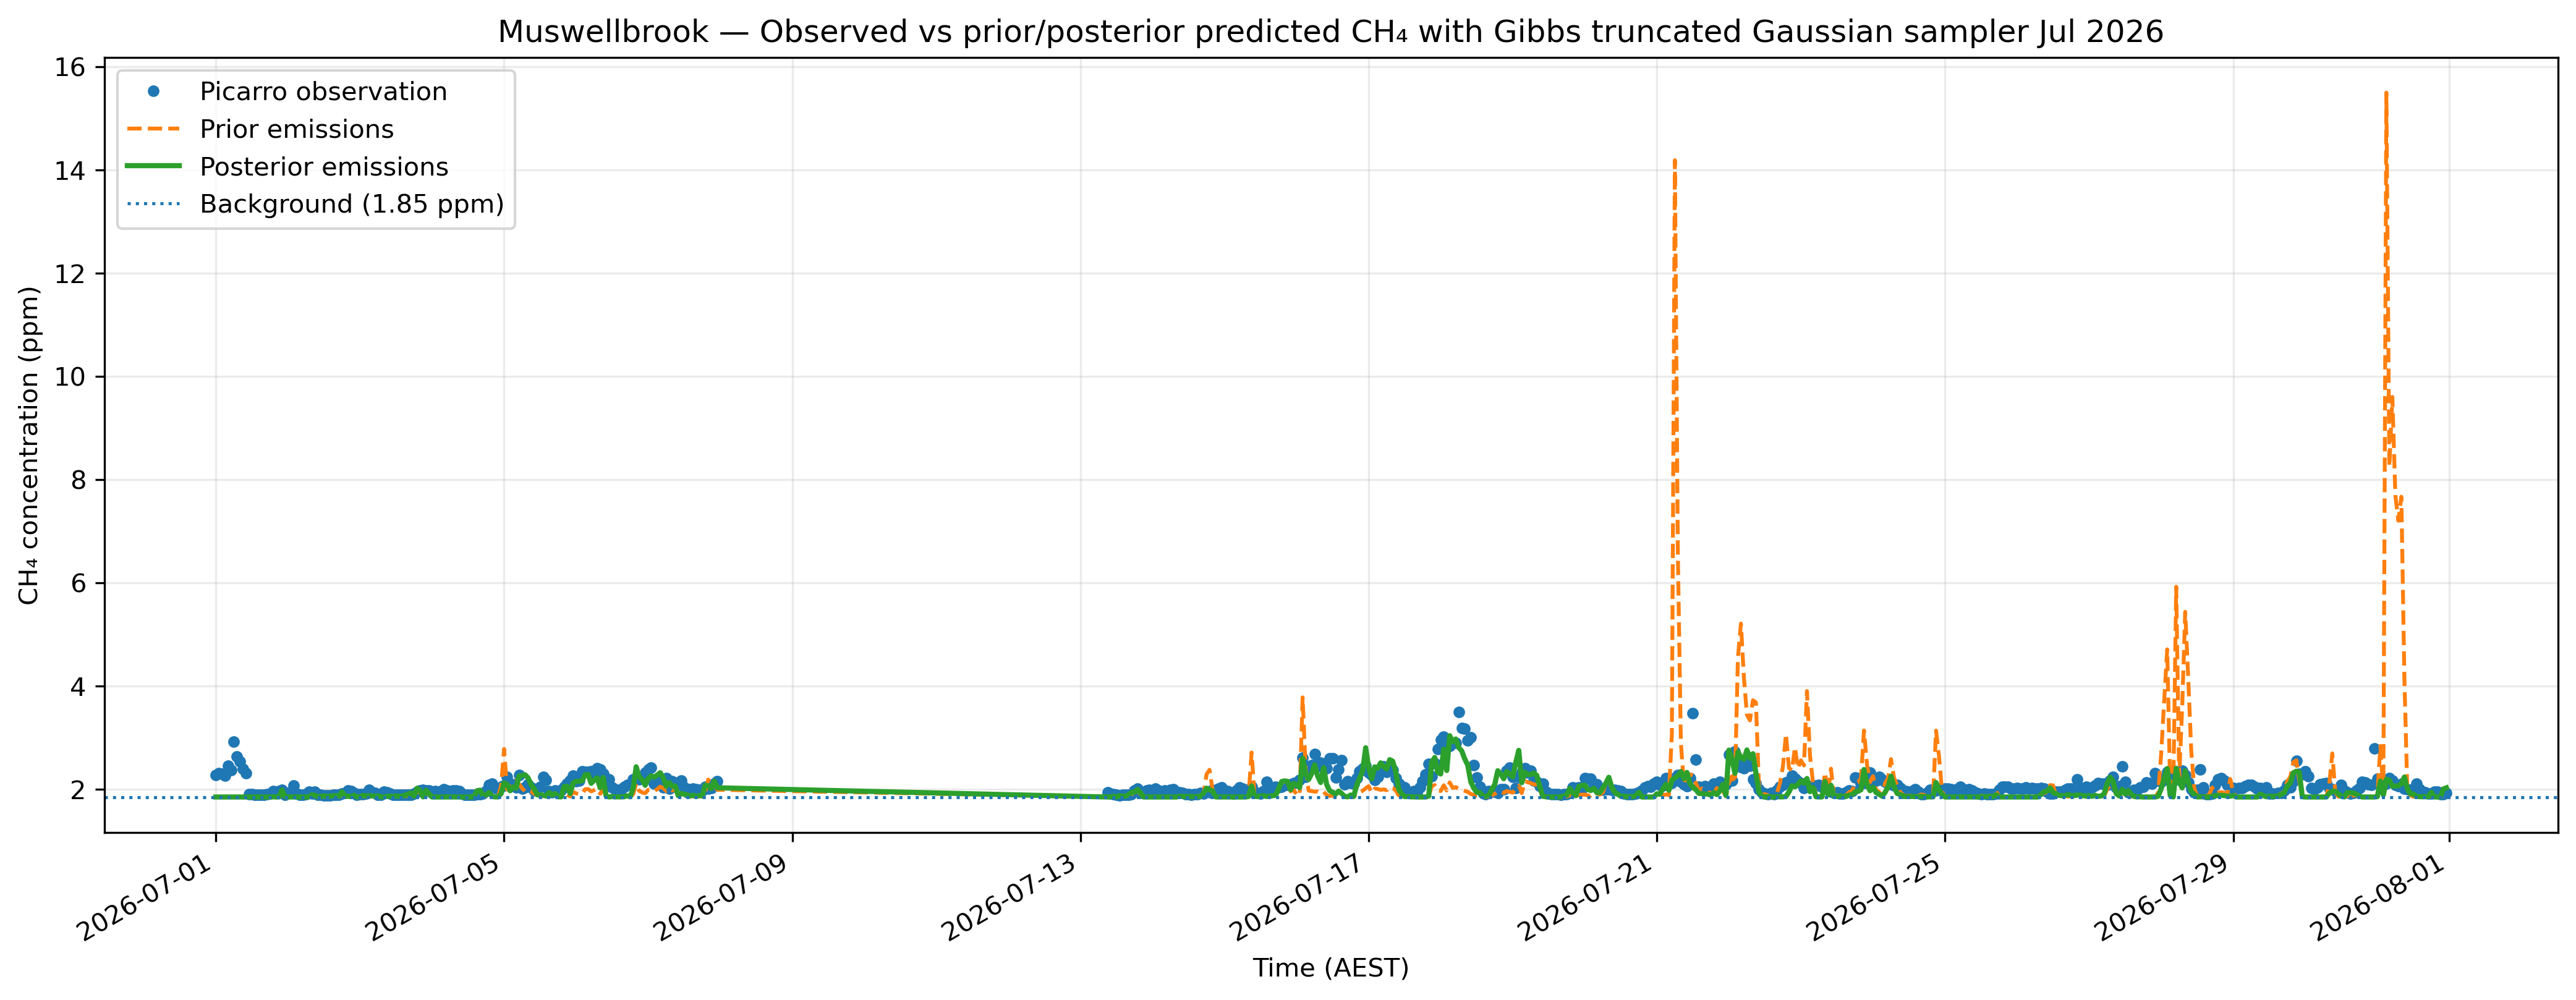 Muswellbrook — Observed vs prior/posterior predicted CH₄ with Gibbs truncated Gaussian sampler Jul 2026
Picarro observation
Prior emissions
Posterior emissions
Background (1.85 ppm)
CH₄ concentration (ppm)
16
14
12
10
8
6
4
2
2026-07-01
2026-07-05
2026-07-09
2026-07-13
2026-07-17
2026-07-21
2026-07-25
2026-07-29
2026-08-01
Time (AEST)